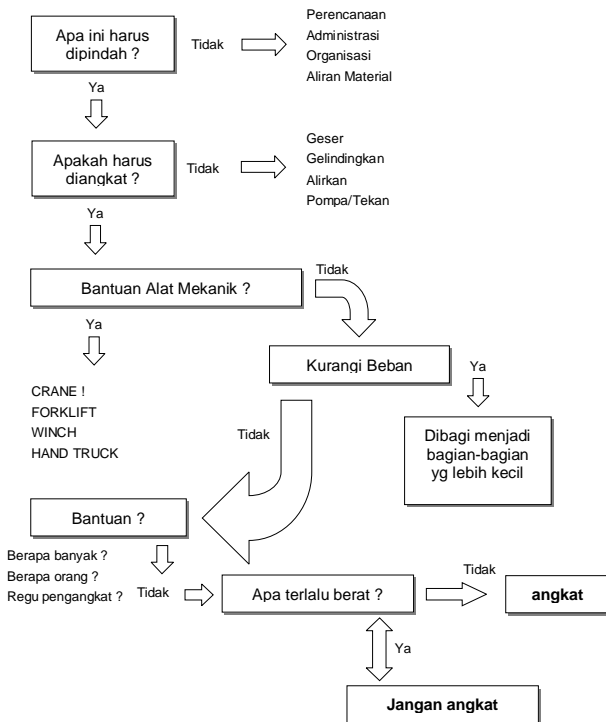 Apa ini harus
dipindah ?
Tidak
Perencanaan
Administrasi
Organisasi
Aliran Material
Ya
Apakah harus
diangkat ?
Tidak
Geser
Gelindingkan
Alirkan
Pompa/Tekan
Ya
Bantuan Alat Mekanik ?
Tidak
Ya
CRANE !
FORKLIFT
WINCH
HAND TRUCK
Kurangi Beban
Ya
Dibagi menjadi
bagian-bagian
yg lebih kecil
Tidak
Bantuan ?
Berapa banyak ?
Berapa orang ?
Regu pengangkat ?
Tidak
Apa terlalu berat ?
Tidak
angkat
Ya
Jangan angkat